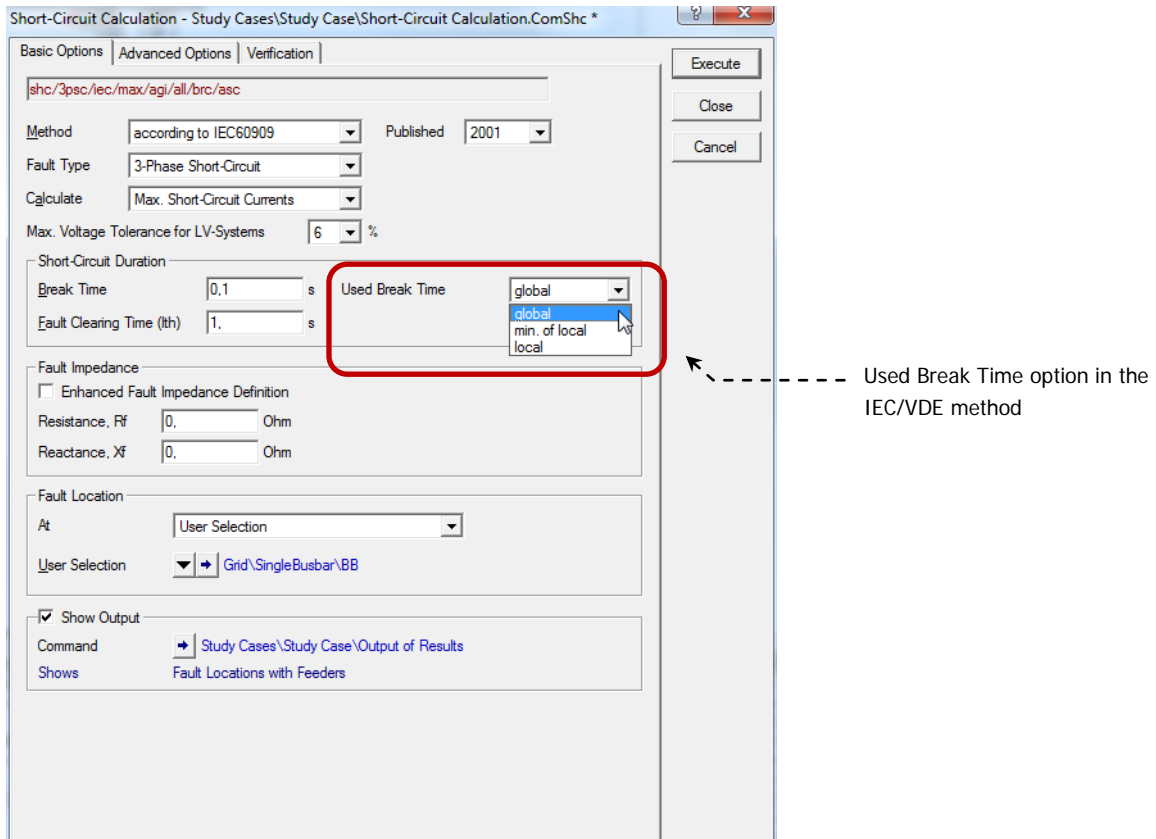 Short-Circuit Calculation - Study Cases\Study Case\Short-Circuit Calculation.ComShc *
? X
Basic Options Advanced Options Verification
Execute
shc/3psc/iec/max/agi/all/brc/asc
Close
Method according to IEC60909 Published 2001
Cancel
Fault Type 3-Phase Short-Circuit
Calculate Max. Short-Circuit Currents
Max. Voltage Tolerance for LV-Systems 6 %
Short-Circuit Duration
Break Time 0,1 s Used Break Time global
global
Fault Clearing Time (Ith) 1, s min. of local
local
Fault Impedance
Enhanced Fault Impedance Definition
Resistance, Rf 0, Ohm
Reactance, Xf 0, Ohm
Used Break Time option in the
IEC/VDE method
Fault Location
At User Selection
User Selection Grid\SingleBusbar\BB
Show Output
Command Study Cases\Study Case\Output of Results
Shows Fault Locations with Feeders